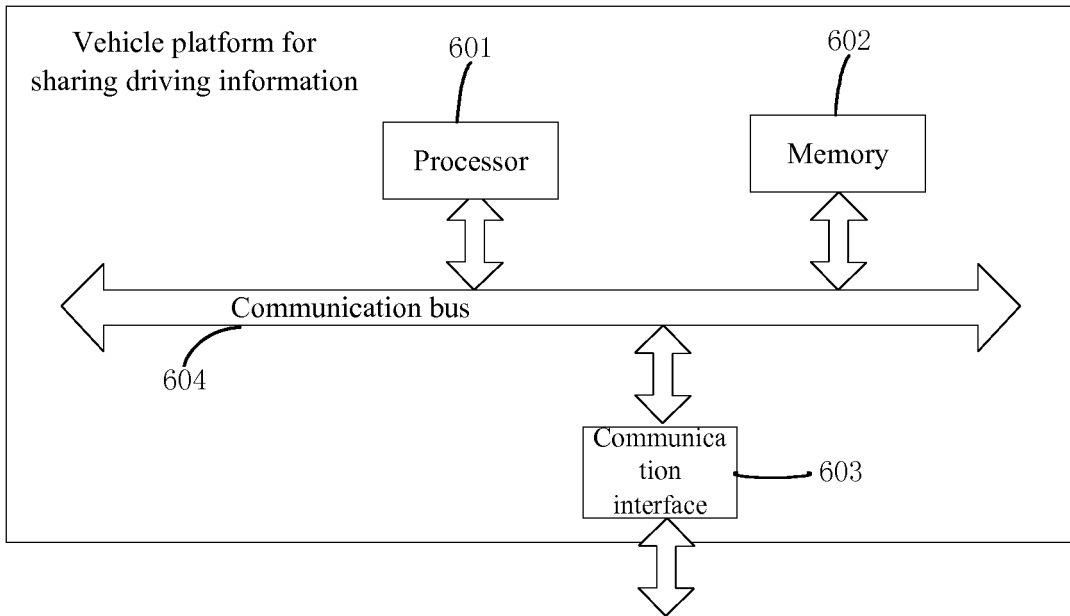 Vehicle platform for
sharing driving information
601
602
Processor
Memory
Communication bus
604
Communica
tion
interface
603